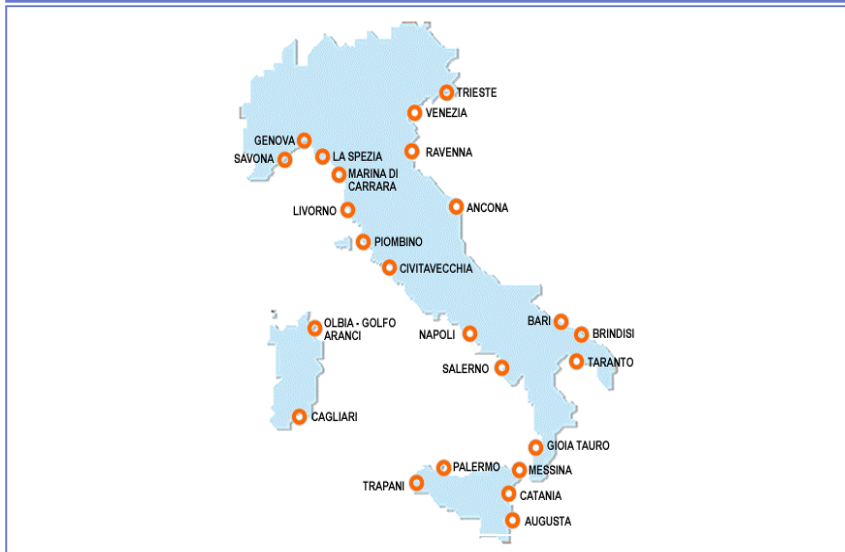 TRIESTE
VENEZIA
GENOVA
RAVENNA
SAVONA
LA SPEZIA
MARINA DI
CARRARA
LIVORNO
ANCONA
PIOMBINO
CIVITAVECCHIA
OLBIA - GOLFO
ARANCI
NAPOLI
BARI
BRINDISI
SALERNO
TARANTO
CAGLIARI
GIOIA TAURO
PALERMO
MESSINA
TRAPANI
CATANIA
AUGUSTA